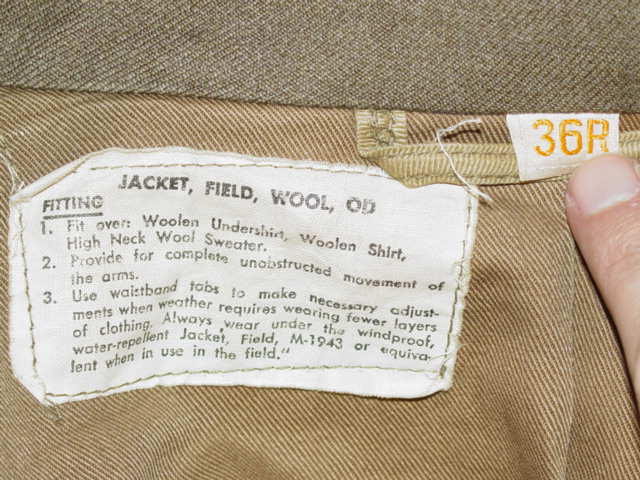 36R
JACKET, FIELD, WOOL, OD
FITTING
1. Fit over: Woolen Undershirt, Woolen Shirt,
High Neck Wool Sweater.
2. Provide for complete unobstructed movement of
the arms.
3. Use waistband tabs to make necessary adjust-
ments when weather requires wearing fewer layers
of clothing. Always wear under the windproof,
water-repellent Jacket, Field, M-1943 or equiva-
lent when in use in the field."